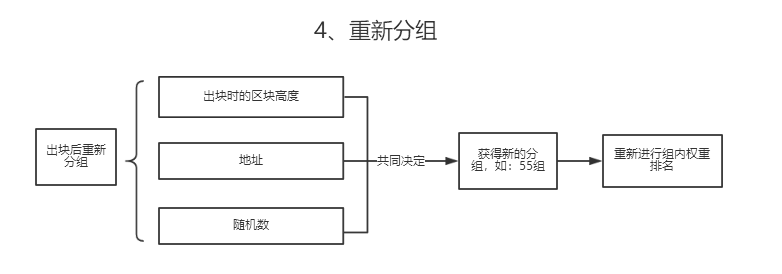 4、重新分组
出块后重新
分组
出块时的区块高度
地址
随机数
共同决定
获得新的分
组，如：55组
重新进行组内权重
排名